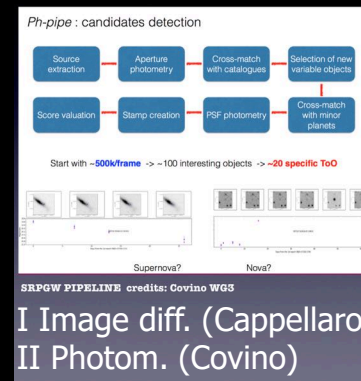 Ph-pipe : candidates detection
Source extraction
Aperture photometry
Cross-match with catalogues
Selection of new variable objects
Score valuation
Stamp creation
PSF photometry
Cross-match with minor planets
Start with ~500k/frame -> ~100 interesting objects -> ~20 specific ToO
Supernova?
Nova?
SRPGW PIPELINE credits: Covino WG3
I Image diff. (Cappellaro
II Photom. (Covino)